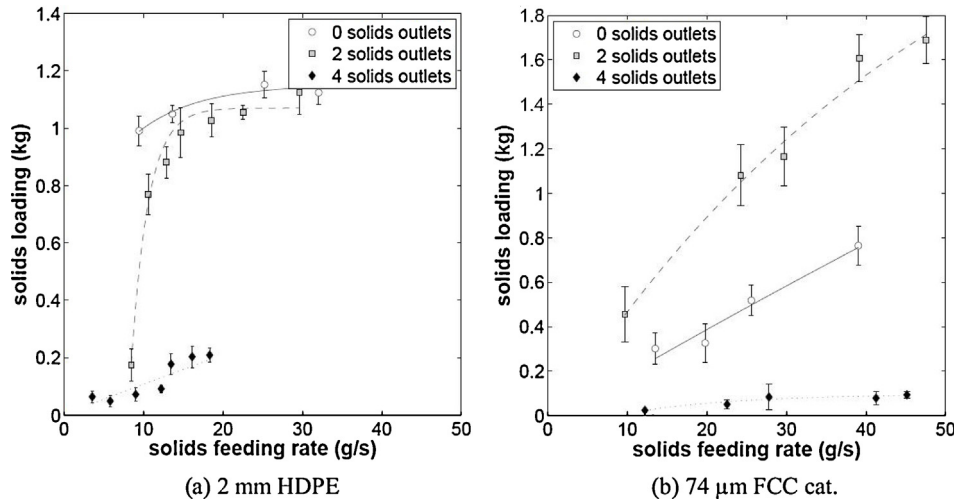 1.4
1.2
1
0.8
0.6
0.4
0.2
0
0 10 20 30 40 50
solids loading (kg)
solids feeding rate (g/s)
0 solids outlets
2 solids outlets
4 solids outlets
(a) 2 mm HDPE
1.8
1.6
1.4
1.2
1
0.8
0.6
0.4
0.2
0
0 10 20 30 40 50
solids loading (kg)
solids feeding rate (g/s)
0 solids outlets
2 solids outlets
4 solids outlets
(b) 74 µm FCC cat.